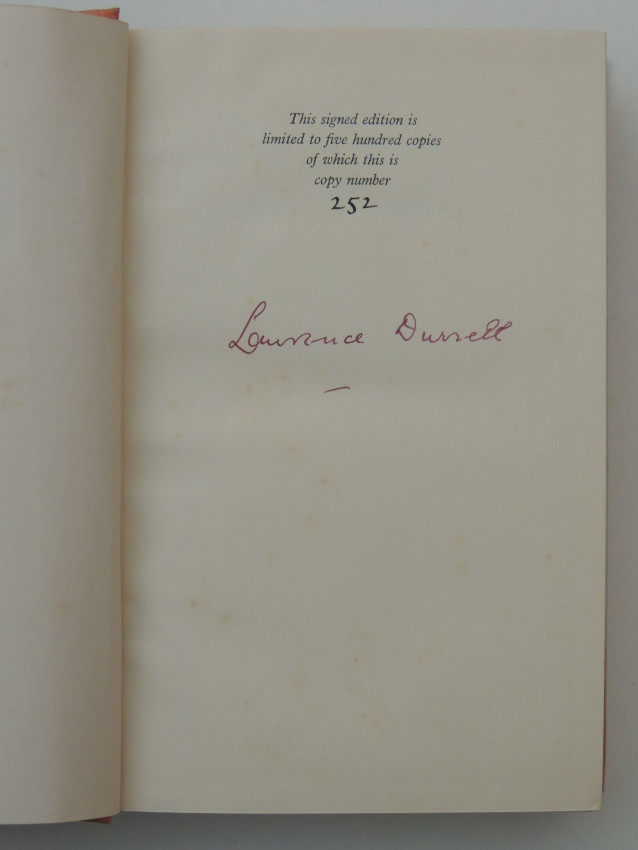 This signed edition is
limited to five hundred copies
of which this is
copy number
252
Lawrence Durrell